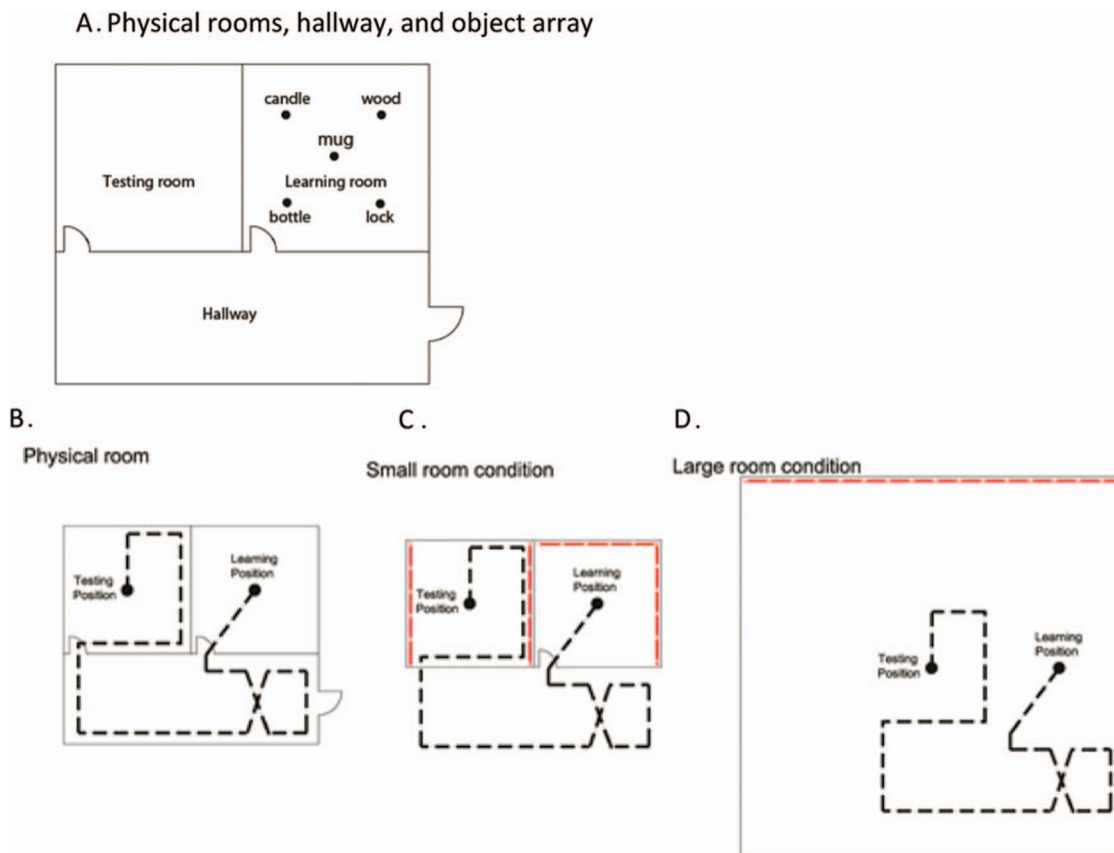 A. Physical rooms, hallway, and object array
candle wood
mug
Testing room Learning room
bottle lock
Hallway
B.
C.
D.
Physical room
Small room condition
Large room condition
Learning
Position
Testing
Position
Learning
Position
Testing
Position
Learning
Position
Testing
Position